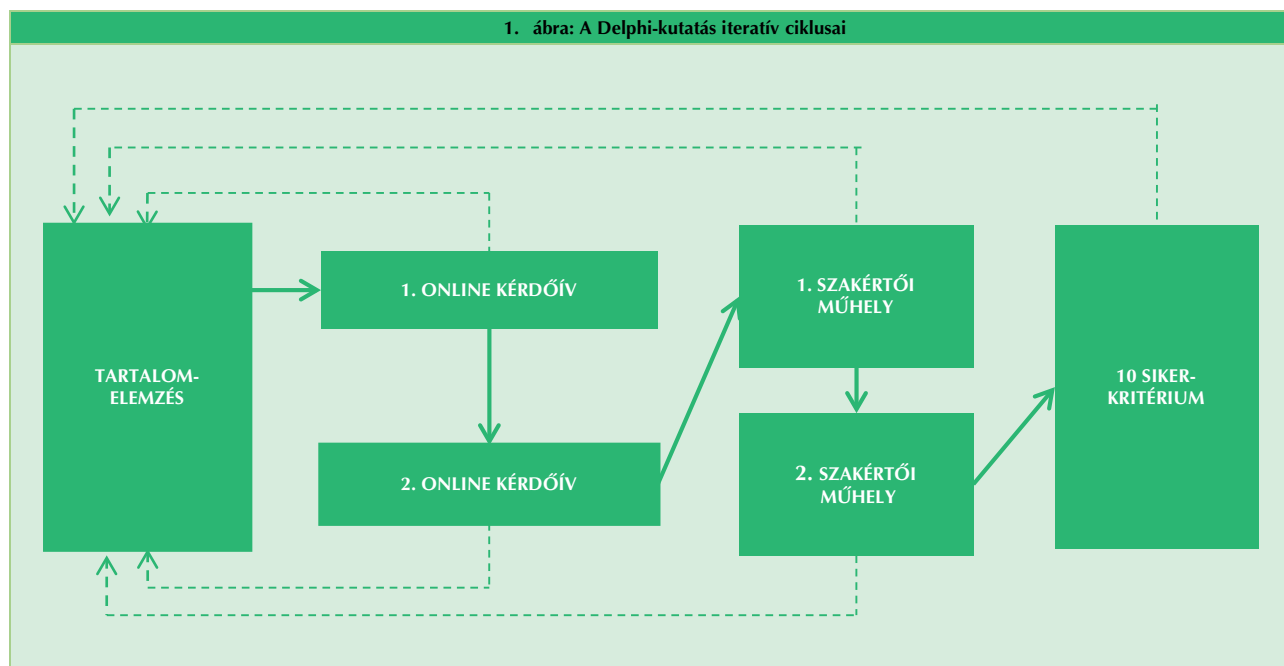 1. ábra: A Delphi-kutatás iteratív ciklusai
TARTALOM-
ELEMZÉS
1. ONLINE KÉRDŐÍV
2. ONLINE KÉRDŐÍV
1. SZAKÉRTŐI
MŰHELY
2. SZAKÉRTŐI
MŰHELY
10 SIKER-
KRITÉRIUM